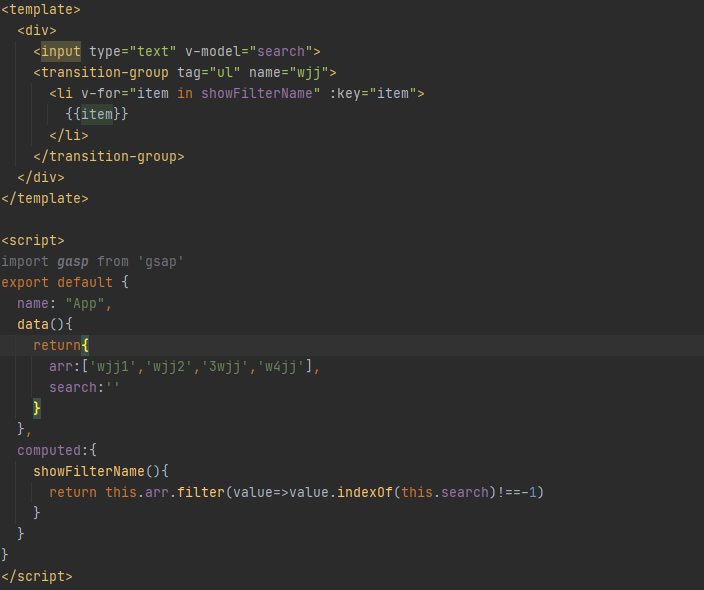 <template>
  <div>
    <input type="text" v-model="search">
    <transition-group tag="ul" name="wjj">
      <li v-for="item in showFilterName" :key="item">
        {{item}}
      </li>
    </transition-group>
  </div>
</template>

<script>
import gasp from 'gsap'
export default {
  name: "App",
  data(){
    return{
      arr:['wjj1','wjj2','3wjj','w4jj'],
      search:''
    }
  },
  computed:{
    showFilterName(){
      return this.arr.filter(value=>value.indexOf(this.search)!==-1)
    }
  }
}
</script>